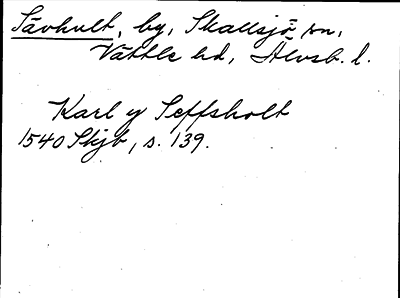 Sävhult, by, Skallsjö sn,
Vättle hd, Älvsb. l.
Karl y Seffsholt
1540 Skjb, s. 139.